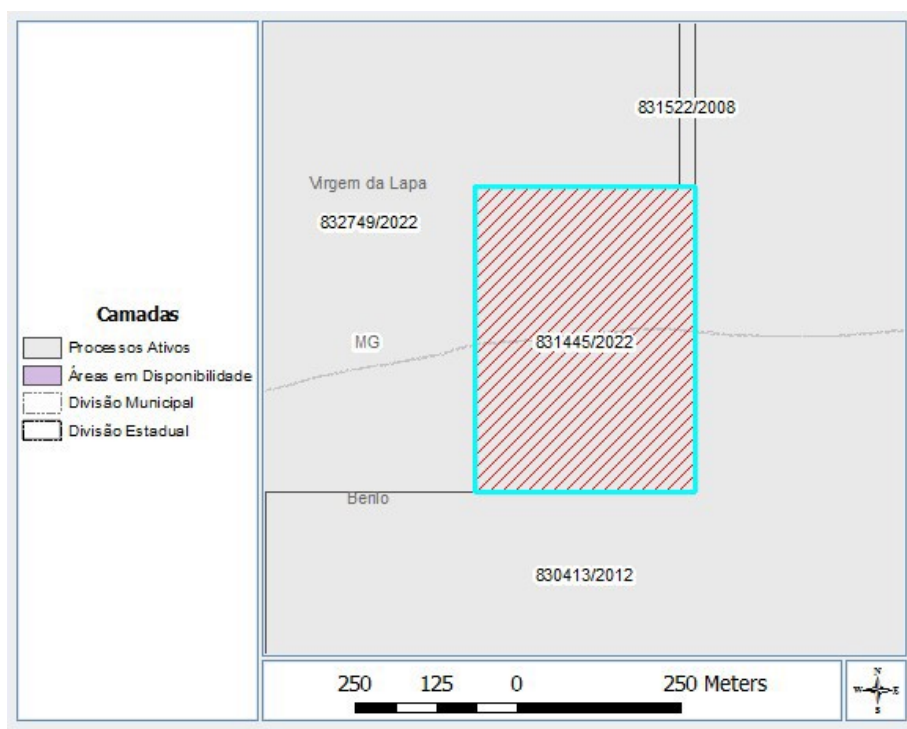 Camadas
Processos Ativos
Áreas em Disponibilidade
Divisão Municipal
Divisão Estadual
831522/2008
Virgem da Lapa
832749/2022
MG
831445/2022
Berilo
830413/2012
250 125 0 250 Meters
N
W E
S